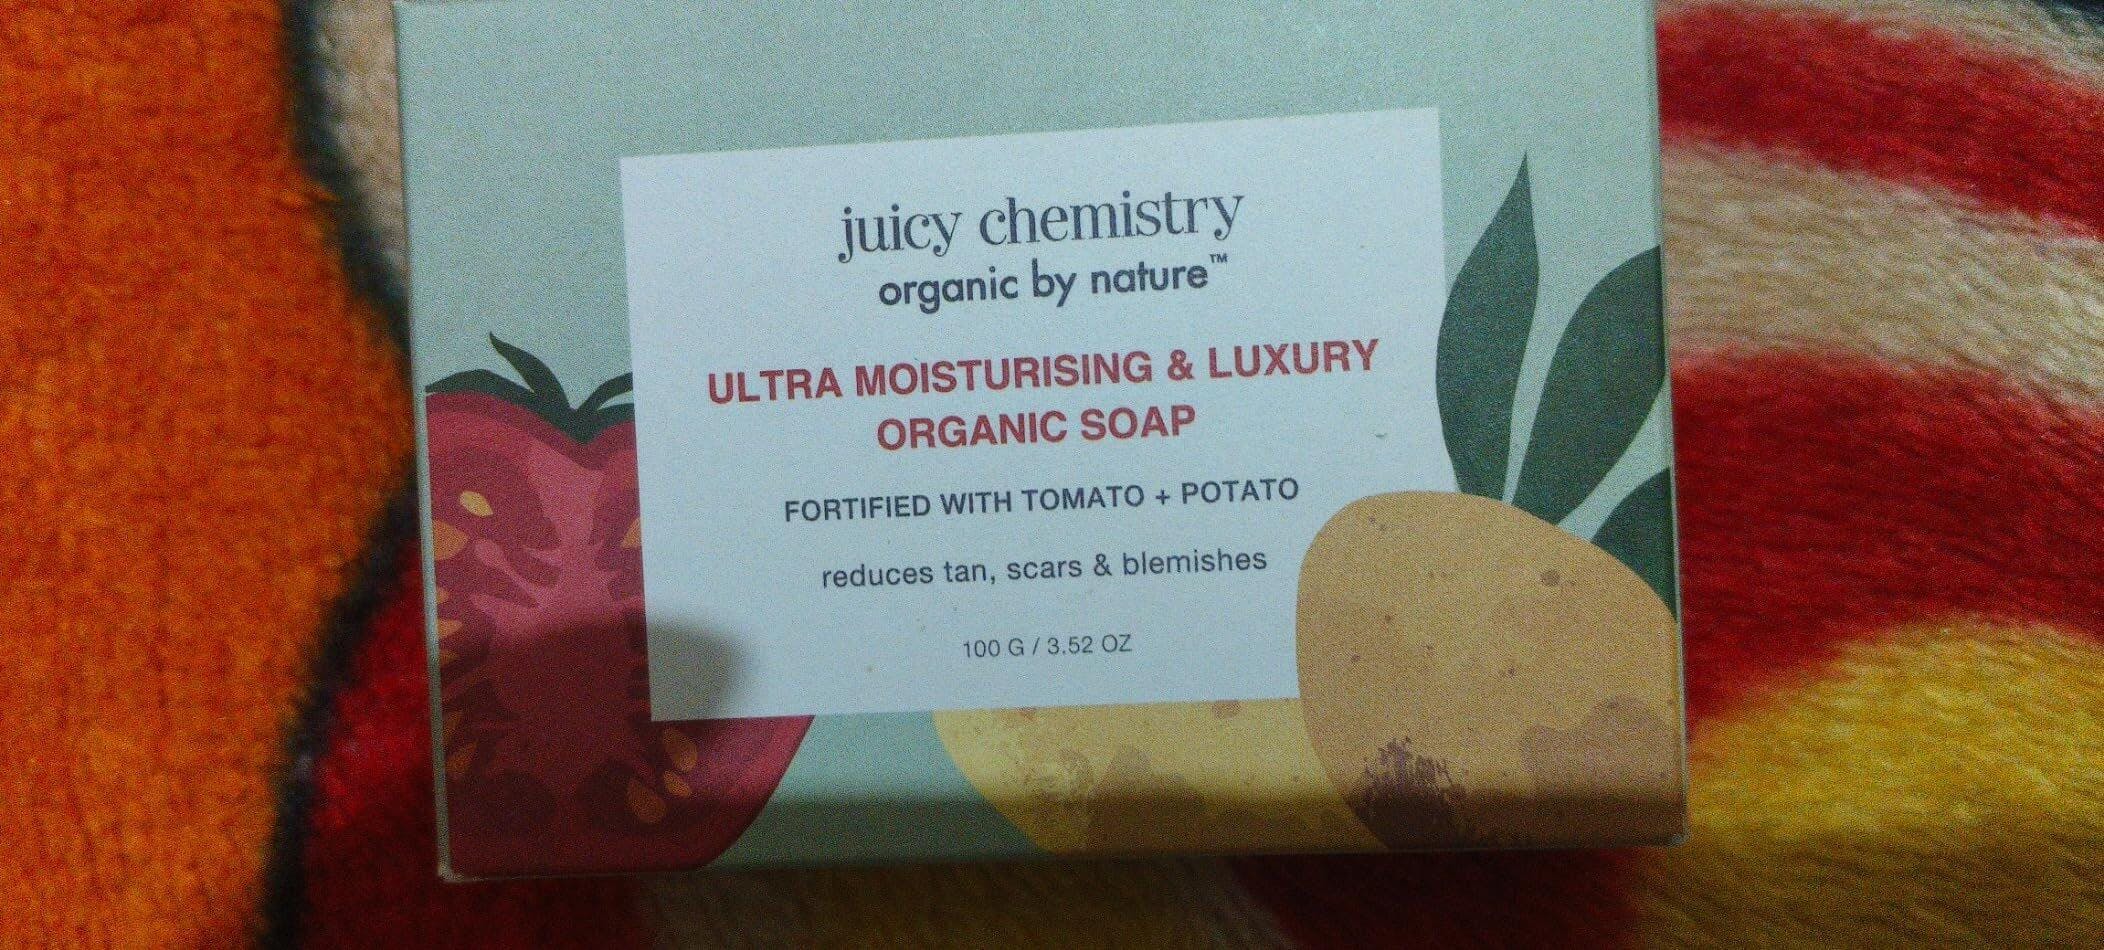 juicy chemistry
organic by nature™
ULTRA MOISTURISING & LUXURY
ORGANIC SOAP
FORTIFIED WITH TOMATO + POTATO
reduces tan, scars & blemishes
100 G / 3.52 OZ